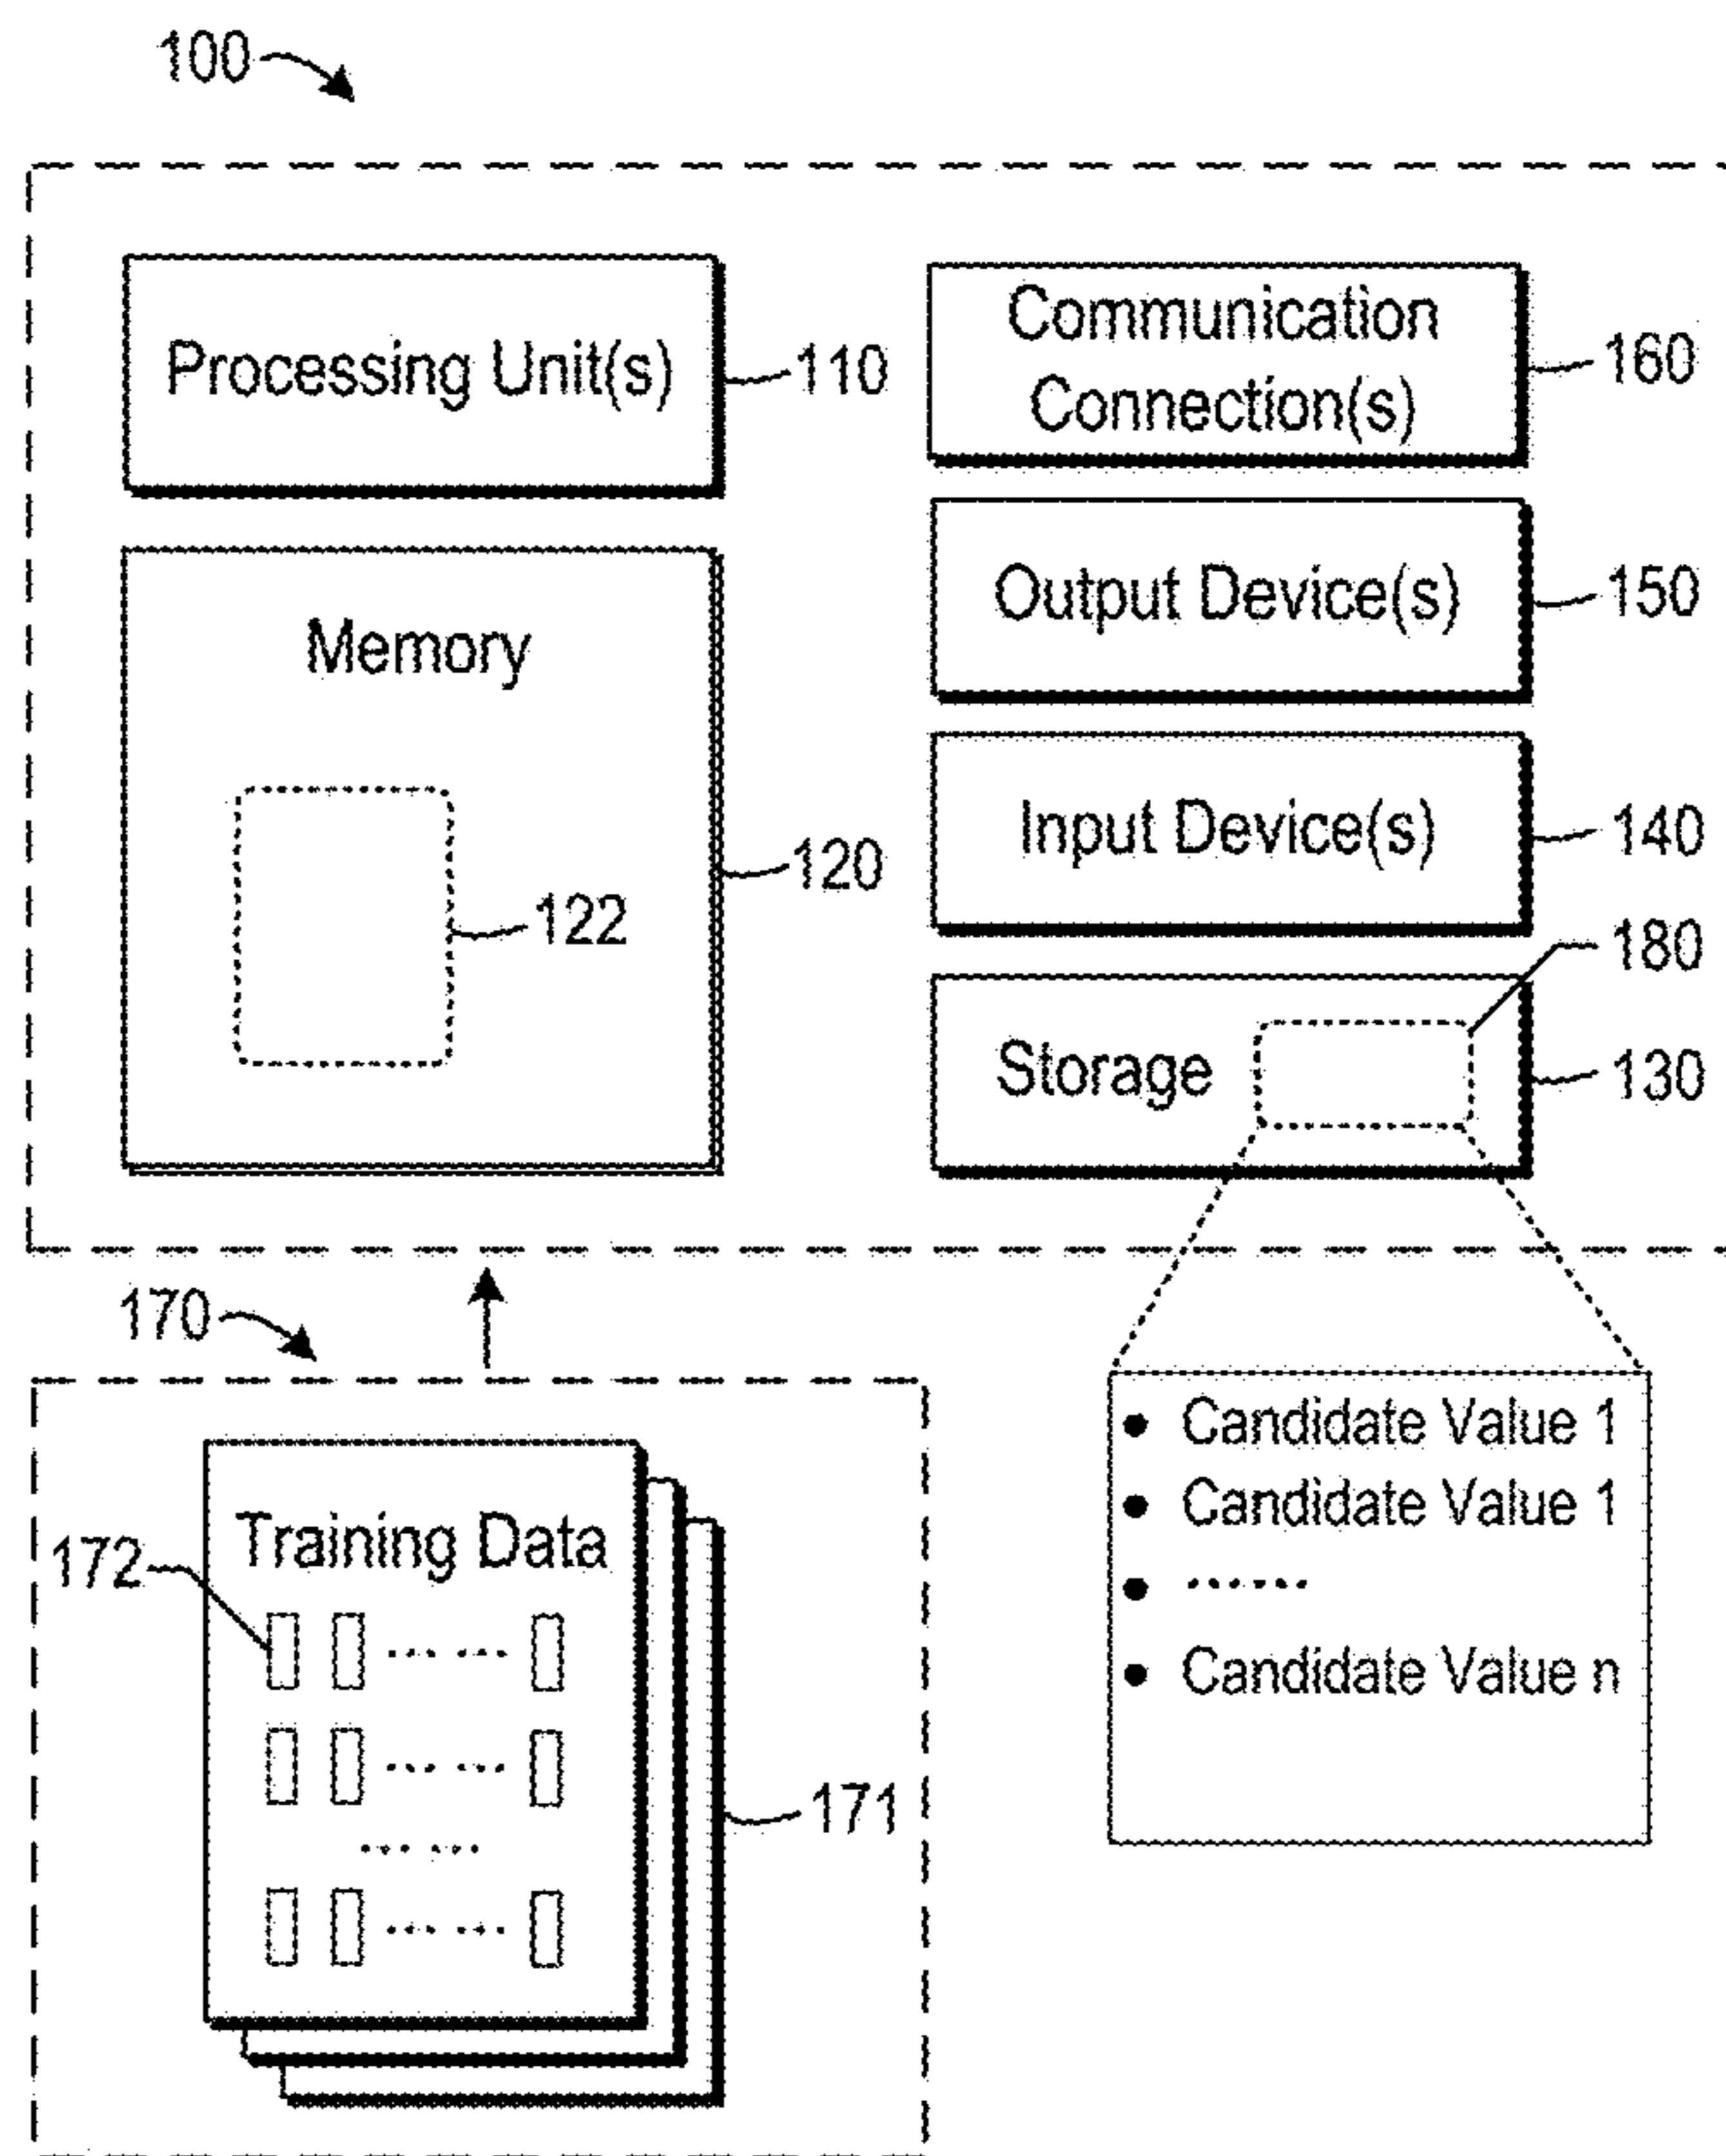 100
Processing Unit(s)
110
Communication
Connection(s)
160
Output Device(s)
150
Memory
Input Device(s)
140
120
122
180
Storage
130
170
Candidate Value 1
Candidate Value 1
......
Candidate Value n
Training Data
172
... ...
... ...
171
... ...
... ...